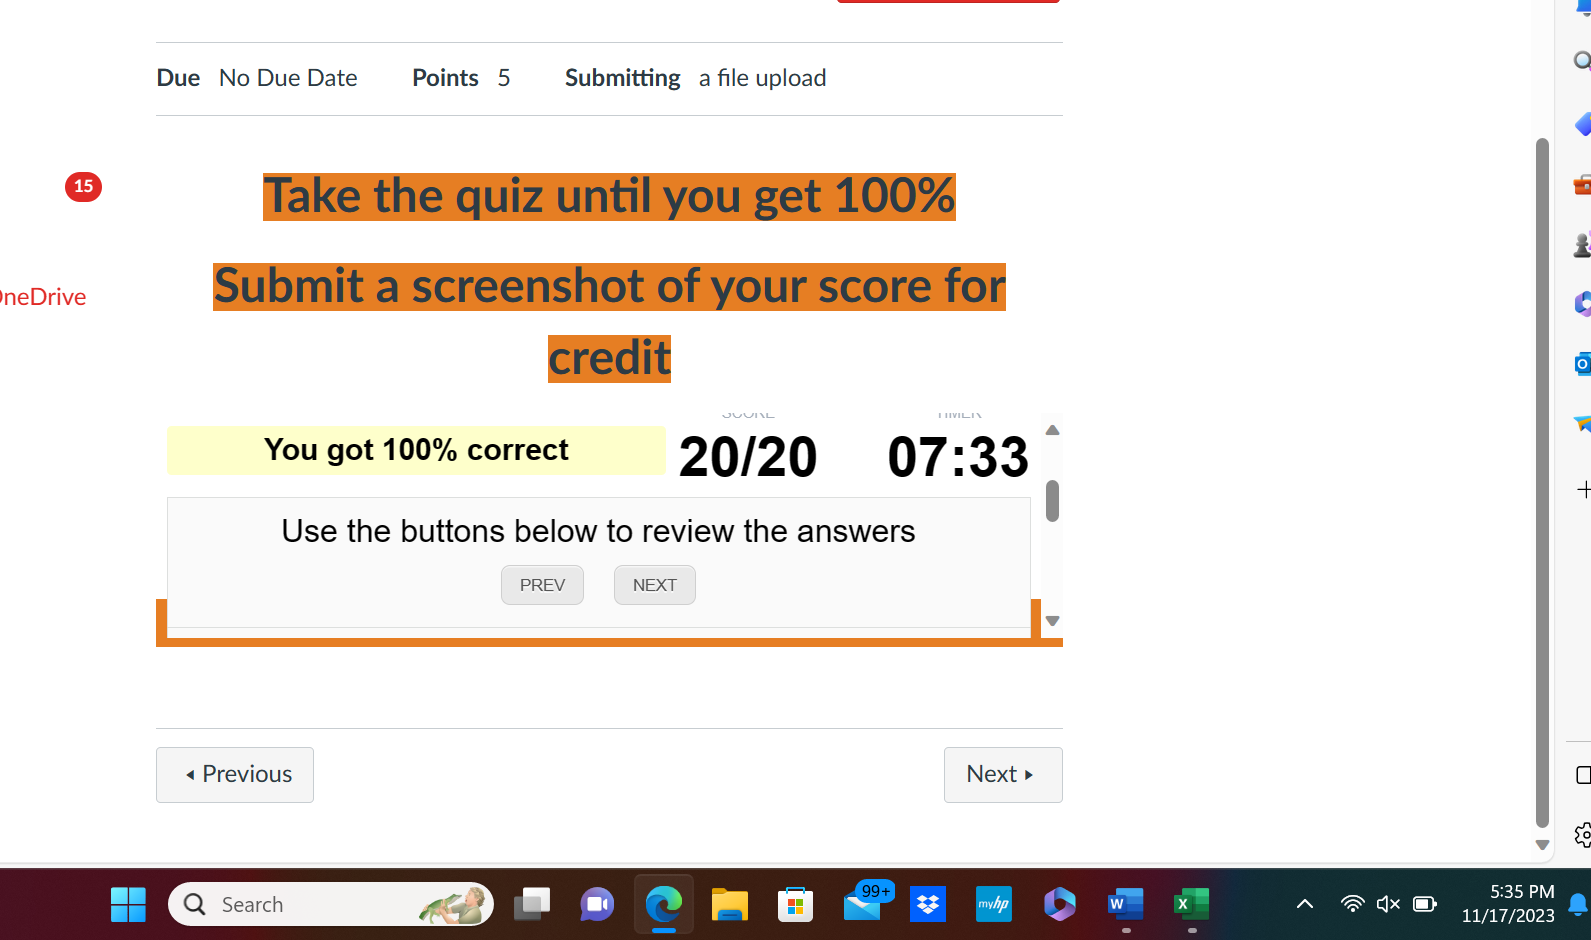 Due No Due Date Points 5 Submitting a file upload
15
Take the quiz until you get 100%
Submit a screenshot of your score for
credit
OneDrive
SCORE TIMER
You got 100% correct 20/20 07:33
Use the buttons below to review the answers
PREV NEXT
Previous Next
Search 99+ myhp W X 5:35 PM
11/17/2023